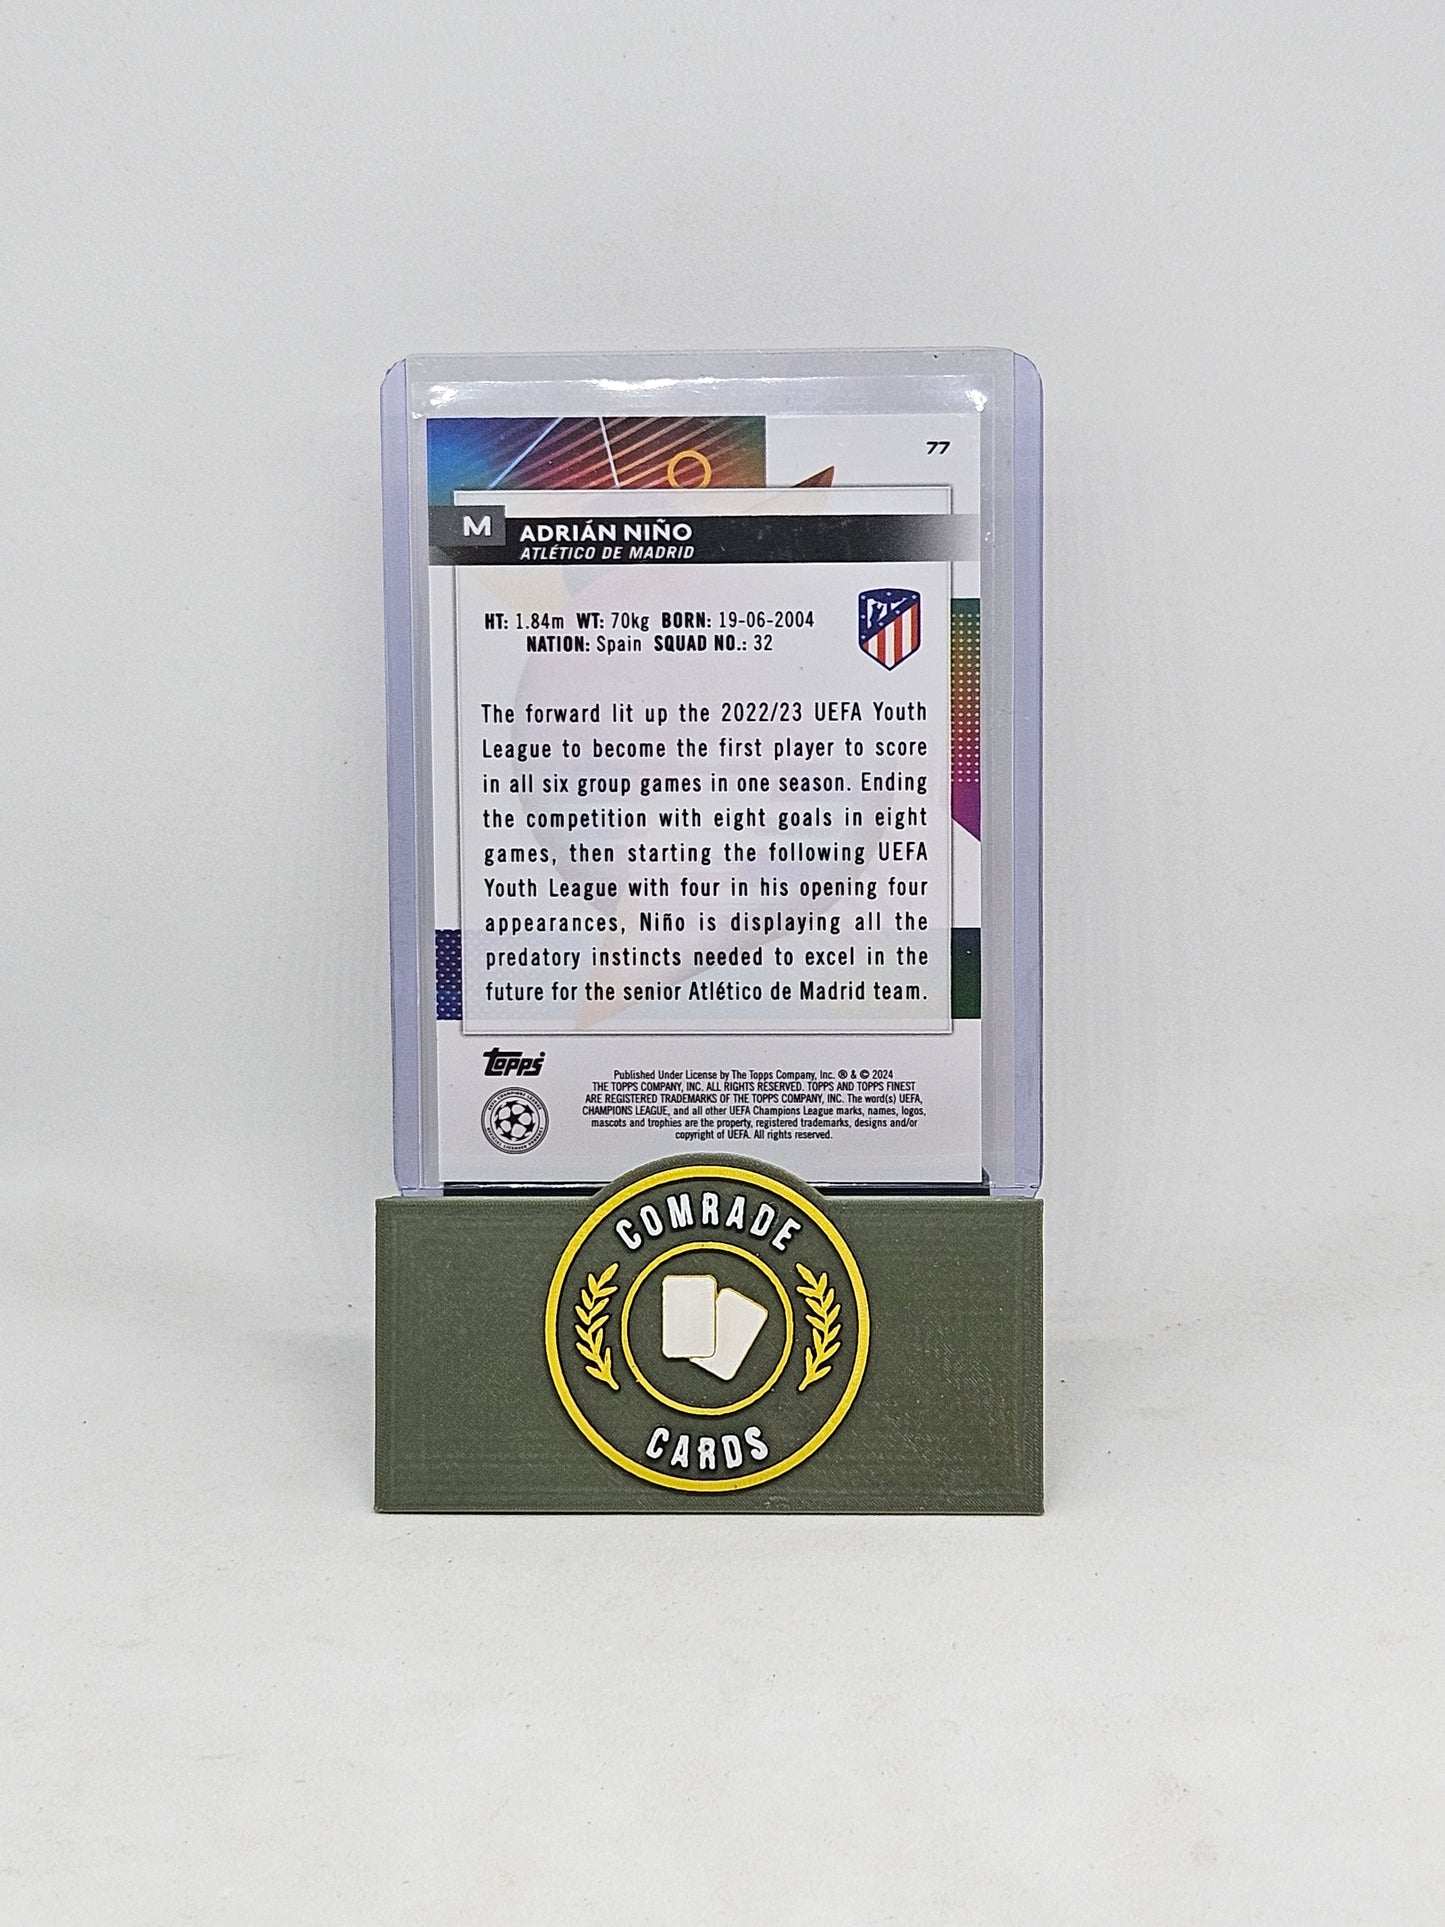 77
M
ADRIÁN NIÑO
ATLÉTICO DE MADRID
HT: 1.84m WT: 70kg BORN: 19-06-2004
NATION: Spain SQUAD NO.: 32
The forward lit up the 2022/23 UEFA Youth
League to become the first player to score
in all six group games in one season. Ending
the competition with eight goals in eight
games, then starting the following UEFA
Youth League with four in his opening four
appearances, Niño is displaying all the
predatory instincts needed to excel in the
future for the senior Atlético de Madrid team.
Topps
Published Under License by The Topps Company, Inc. ® & © 2024
THE TOPPS COMPANY, INC. ALL RIGHTS RESERVED. TOPPS AND TOPPS FINEST
ARE REGISTERED TRADEMARKS OF THE TOPPS COMPANY, INC. The word(s) UEFA,
CHAMPIONS LEAGUE, and all other UEFA Champions League marks, names, logos,
mascots and trophies are the property, registered trademarks, designs and/or
copyright of UEFA. All rights reserved.
UEFA CHAMPIONS LEAGUE
OFFICIAL LICENSED PRODUCT
COMRADE
CARDS